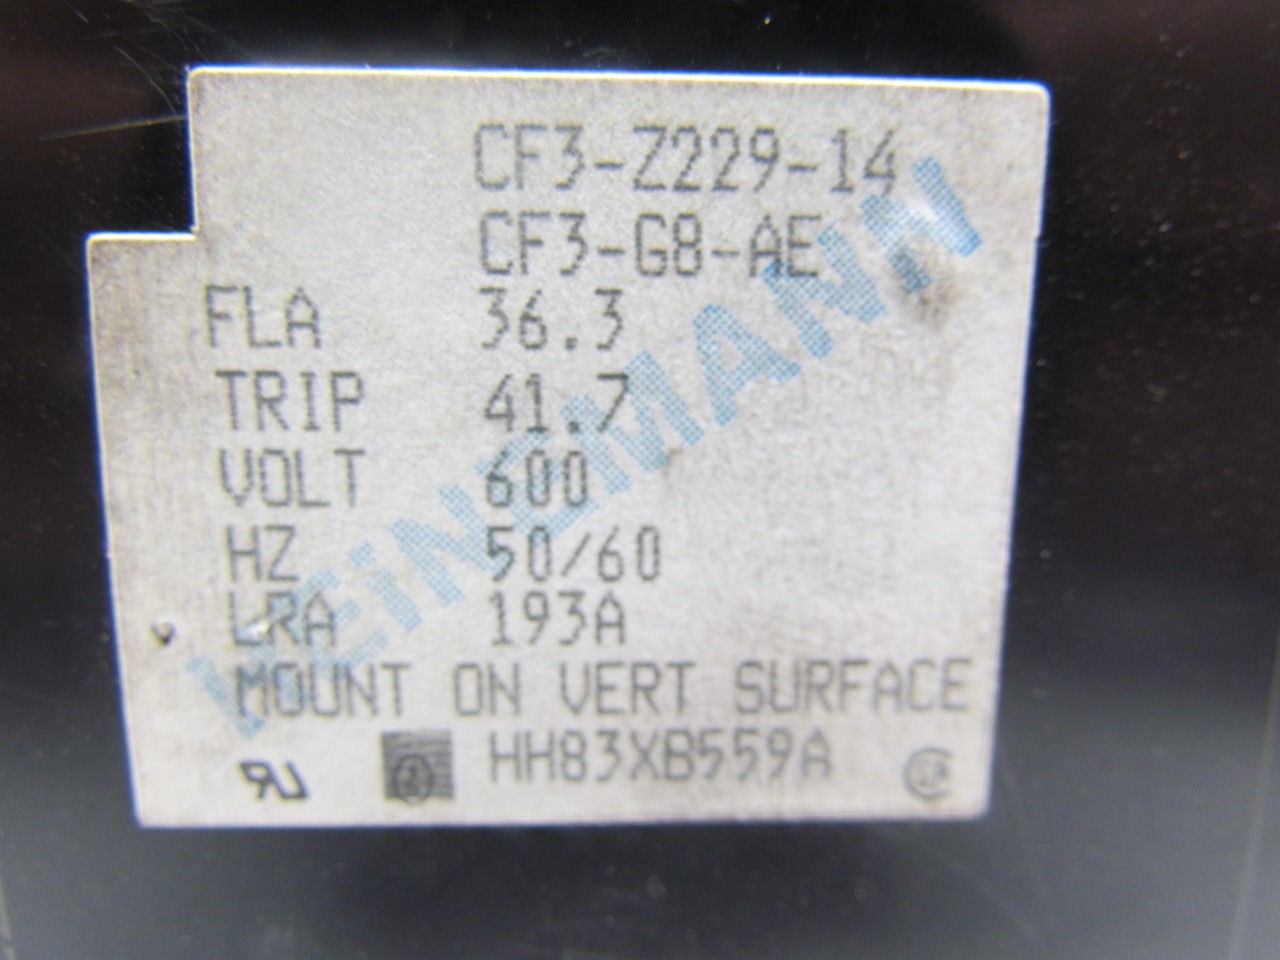 CF3-Z229-14
CF3-G8-AE
FLA 36.3
TRIP 41.7
VOLT 600
HZ 50/60
LRA 193A
MOUNT ON VERT SURFACE
HH83XB559A
HEINEMANN